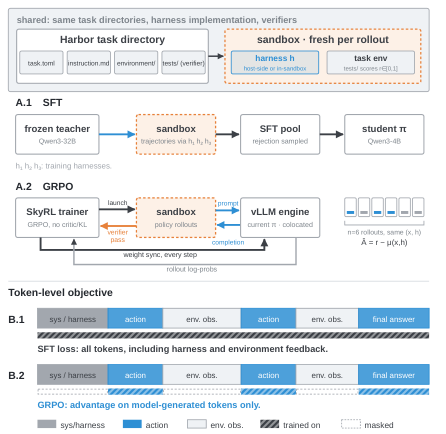 shared: same task directories, harness implementation, verifiers
Harbor task directory
task.toml
instruction.md
environment/
tests/ (verifier)
sandbox · fresh per rollout
harness h
host-side or in-sandbox
task env
tests/ scores r∈[0,1]
A.1 SFT
frozen teacher
Qwen3-32B
sandbox
trajectories via h₁ h₂ h₃
SFT pool
rejection sampled
student π
Qwen3-4B
h₁ h₂ h₃: training harnesses.
A.2 GRPO
SkyRL trainer
GRPO, no critic/KL
launch
verifier
pass
sandbox
policy rollouts
prompt
completion
vLLM engine
current π · colocated
n=6 rollouts, same (x, h)
Â = r − μ(x,h)
weight sync, every step
rollout log-probs
Token-level objective
B.1
sys / harness
action
env. obs.
action
env. obs.
final answer
SFT loss: all tokens, including harness and environment feedback.
B.2
sys/ harness
action
env. obs.
action
env. obs.
final answer
GRPO: advantage on model-generated tokens only.
sys/harness
action
env. obs.
trained on
masked